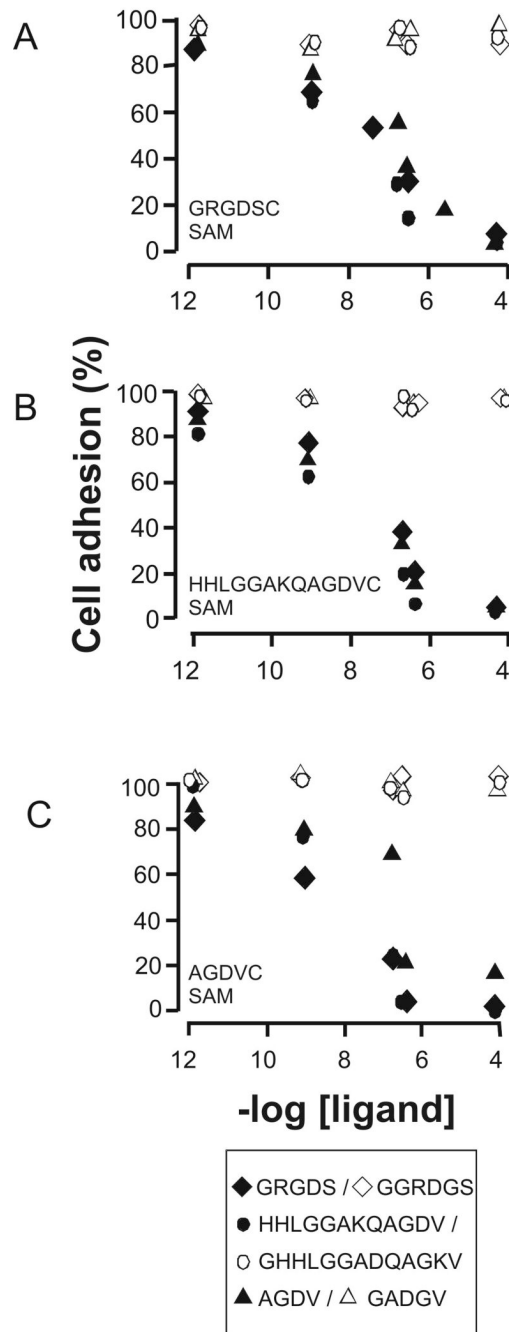 A
100
80
60
40
20
0
GRGDSC
SAM
12 10 8 6 4
Cell adhesion (%)
B
100
80
60
40
20
0
HHLGGAKQAGDVC
SAM
12 10 8 6 4
C
100
80
60
40
20
0
AGDVC
SAM
12 10 8 6 4
-log [ligand]
GRGDS / GGRDGS
HHLGGAKQAGDV /
GHHLGGADQAGKV
AGDV / GADGV